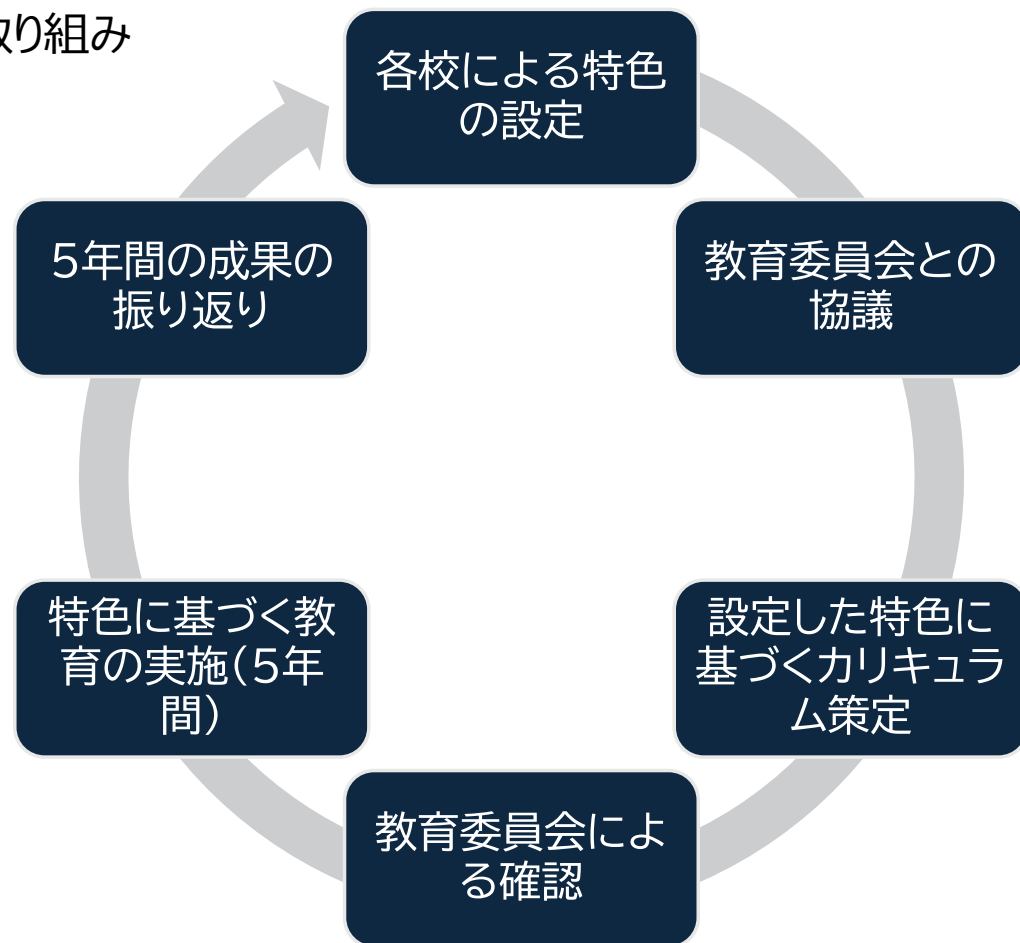 取り組み
各校による特色
の設定
教育委員会との
協議
設定した特色に
基づくカリキュラ
ム策定
教育委員会によ
る確認
特色に基づく教
育の実施(5年
間)
5年間の成果の
振り返り